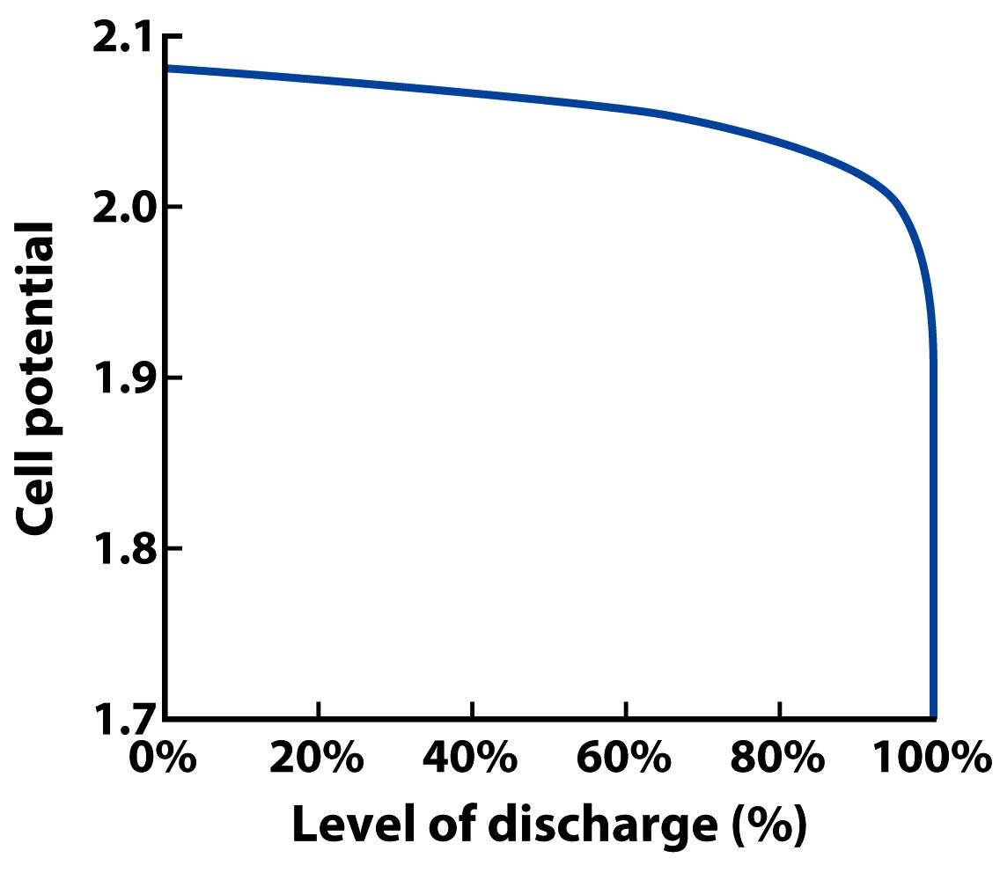 2.1
2.0
1.9
1.8
1.7
Cell potential
0% 20% 40% 60% 80% 100%
Level of discharge (%)